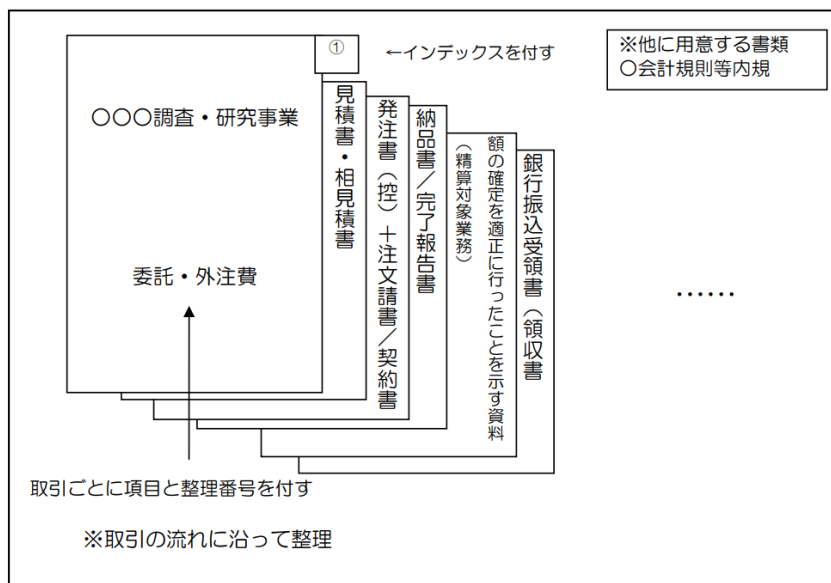 ①
←インデックスを付す
※他に用意する書類
〇会計規則等内規
〇〇〇調査・研究事業
委託・外注費
見積書・相見積書
発注書（控）＋注文請書／契約書
納品書／完了報告書
額の確定を適正に行ったことを示す資料
（精算対象業務）
銀行振込受領書（領収書
……
取引ごとに項目と整理番号を付す
※取引の流れに沿って整理